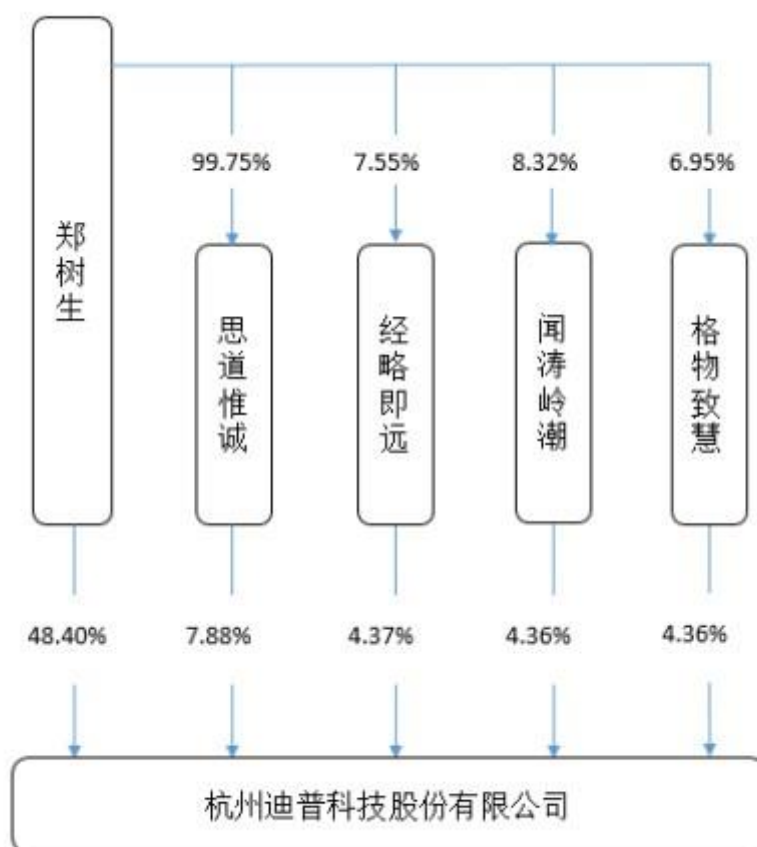 99.75% 7.55% 8.32% 6.95%
郑树生
思道惟诚
经略即远
闻涛岭潮
格物致慧
48.40% 7.88% 4.37% 4.36% 4.36%
杭州迪普科技股份有限公司